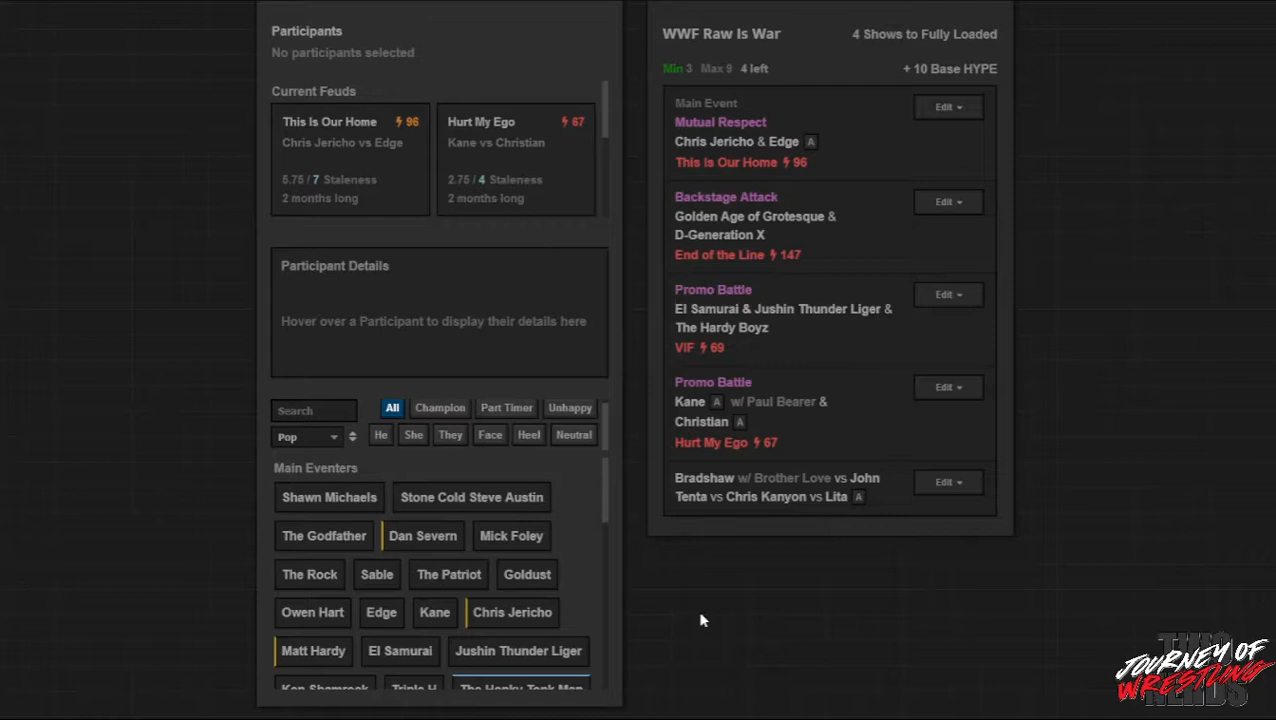 Participants
No participants selected
Current Feuds
This Is Our Home 96
Chris Jericho vs Edge
5.75 / 7 Staleness
2 months long
Hurt My Ego 67
Kane vs Christian
2.75 / 4 Staleness
2 months long
Participant Details
Hover over a Participant to display their details here
Search
All Champion Part Timer Unhappy
Pop
He She They Face Heel Neutral
Main Eventers
Shawn Michaels Stone Cold Steve Austin
The Godfather Dan Severn Mick Foley
The Rock Sable The Patriot Goldust
Owen Hart Edge Kane Chris Jericho
Matt Hardy El Samurai Jushin Thunder Liger
Ken Shamrock Triple H The Honky Tonk Man
WWF Raw Is War 4 Shows to Fully Loaded
Min 3 Max 9 4 left + 10 Base HYPE
Main Event
Edit
Mutual Respect
Chris Jericho & Edge A
This Is Our Home 96
Backstage Attack Edit
Golden Age of Grotesque &
D-Generation X
End of the Line 147
Promo Battle Edit
El Samurai & Jushin Thunder Liger &
The Hardy Boyz
VIF 69
Promo Battle Edit
Kane A w/ Paul Bearer &
Christian A
Hurt My Ego 67
Bradshaw w/ Brother Love vs John Edit
Tenta vs Chris Kanyon vs Lita A
JOURNEY OF
WRESTLING
NERDS